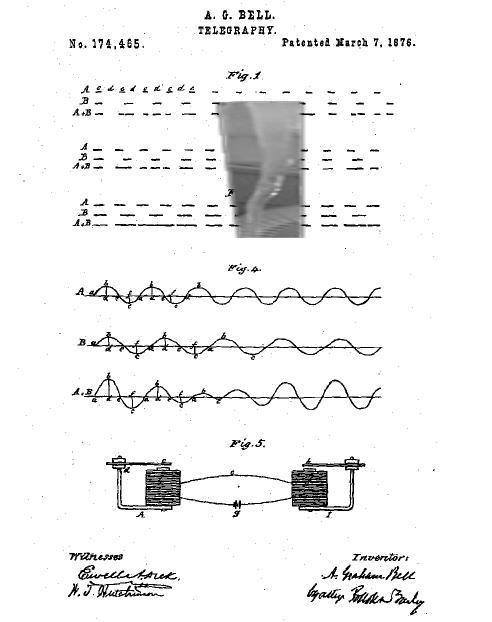 A. G. BELL.
TELEGRAPHY.
No. 174,465. Patented March 7, 1876.
Fig. 1
A c d c d c d c d c
B
A+B
A
B
A+B
F
A
B
A+B
Fig. 4.
A a b
B a b
A+B
Fig. 5.
d c e b
A g I
Witnesses
Ewell A. Dick.
W. J. Hutchinson
Inventor:
A. Graham Bell
by atty Pollok & Bailey